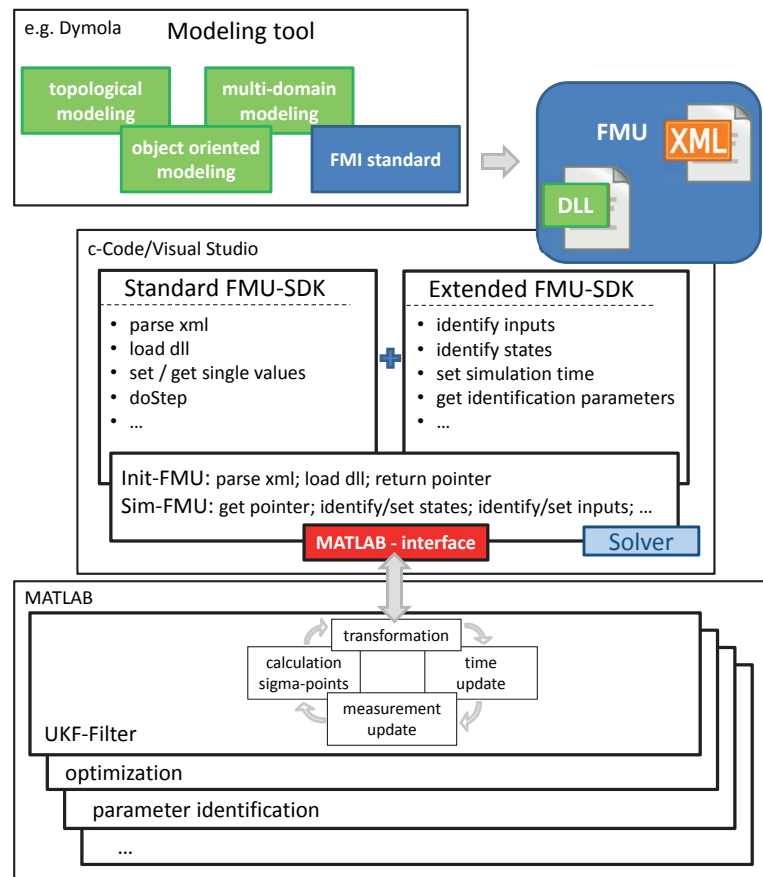 e.g. Dymola
Modeling tool
topological
modeling
multi-domain
modeling
object oriented
modeling
FMI standard
FMU
XML
DLL
c-Code/Visual Studio
Standard FMU-SDK
• parse xml
• load dll
• set / get single values
• doStep
• ...
Extended FMU-SDK
• identify inputs
• identify states
• set simulation time
• get identification parameters
• ...
Init-FMU: parse xml; load dll; return pointer
Sim-FMU: get pointer; identify/set states; identify/set inputs; ...
MATLAB - interface
Solver
MATLAB
transformation
calculation
sigma-points
time
update
measurement
update
UKF-Filter
optimization
parameter identification
...